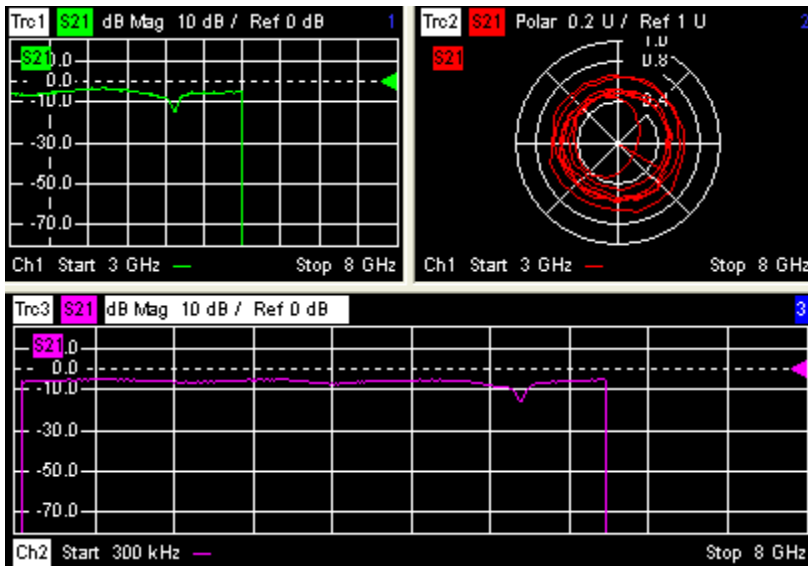 Trc1 S21 dB Mag 10 dB / Ref 0 dB 1
S21 0.0
0.0
-10.0
-30.0
-50.0
-70.0
Ch1 Start 3 GHz — Stop 8 GHz
Trc2 S21 Polar 0.2 U / Ref 1 U 2
S21
1.0
0.8
0.4
Ch1 Start 3 GHz — Stop 8 GHz
Trc3 S21 dB Mag 10 dB / Ref 0 dB 3
S21 .0
0.0
-10.0
-30.0
-50.0
-70.0
Ch2 Start 300 kHz — Stop 8 GHz